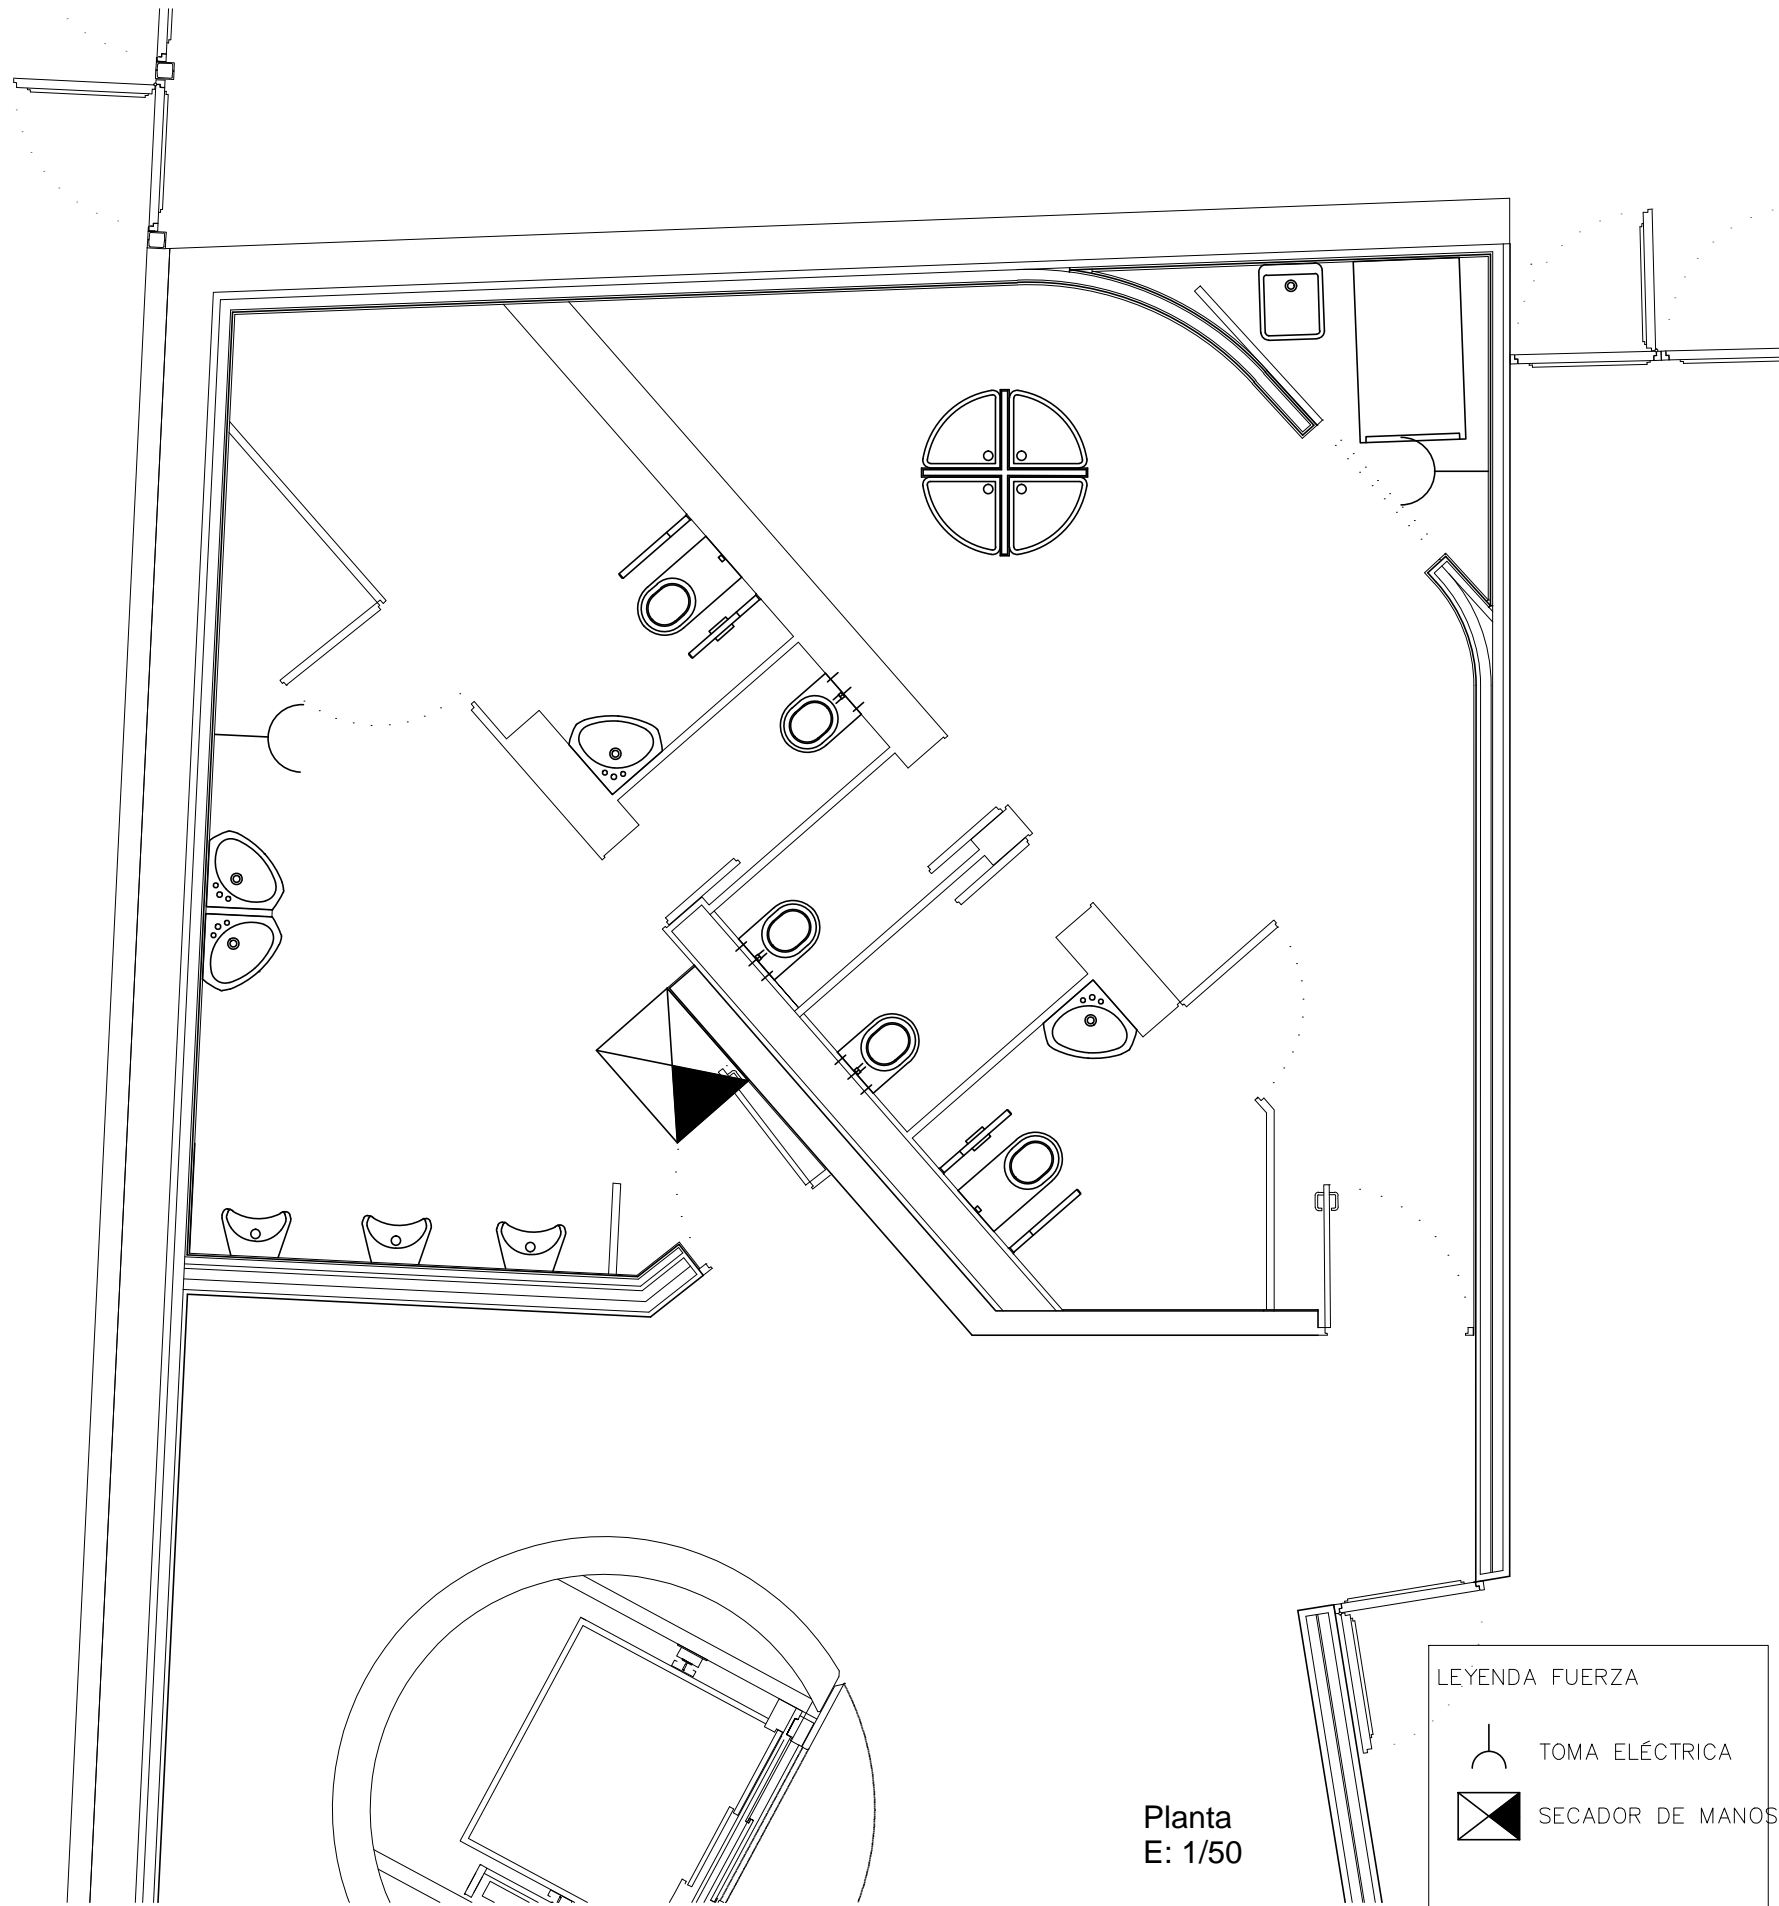 LEYENDA FUERZA
TOMA ELÉCTRICA
SECADOR DE MANOS
Planta
E: 1/50